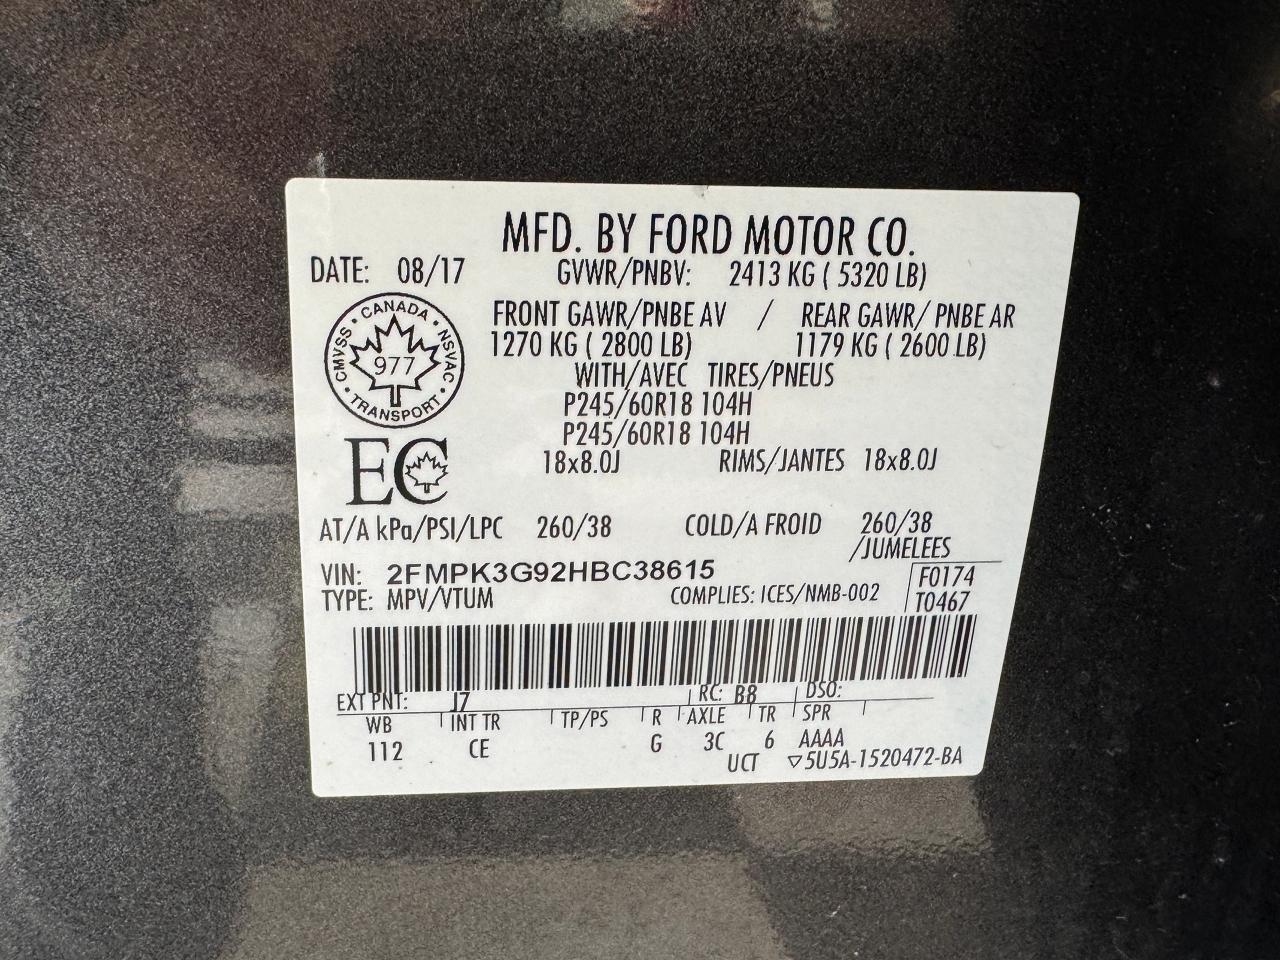 MFD. BY FORD MOTOR CO.
DATE: 08/17 GVWR/PNBV: 2413 KG ( 5320 LB)
FRONT GAWR/PNBE AV / REAR GAWR/ PNBE AR
1270 KG ( 2800 LB) 1179 KG ( 2600 LB)
WITH/AVEC TIRES/PNEUS
P245/60R18 104H
P245/60R18 104H
18x8.0J RIMS/JANTES 18x8.0J
CANADA
CMVSS 977 NSVAC
TRANSPORT
EC
AT/A kPa/PSI/LPC 260/38 COLD/A FROID 260/38
/JUMELEES
VIN: 2FMPK3G92HBC38615 F0174
TYPE: MPV/VTUM COMPLIES: ICES/NMB-002 T0467
EXT PNT: J7 RC: B8 DSO:
WB INT TR TP/PS R AXLE TR SPR
112 CE G 3C 6 AAAA
UCT ▽5U5A-1520472-BA